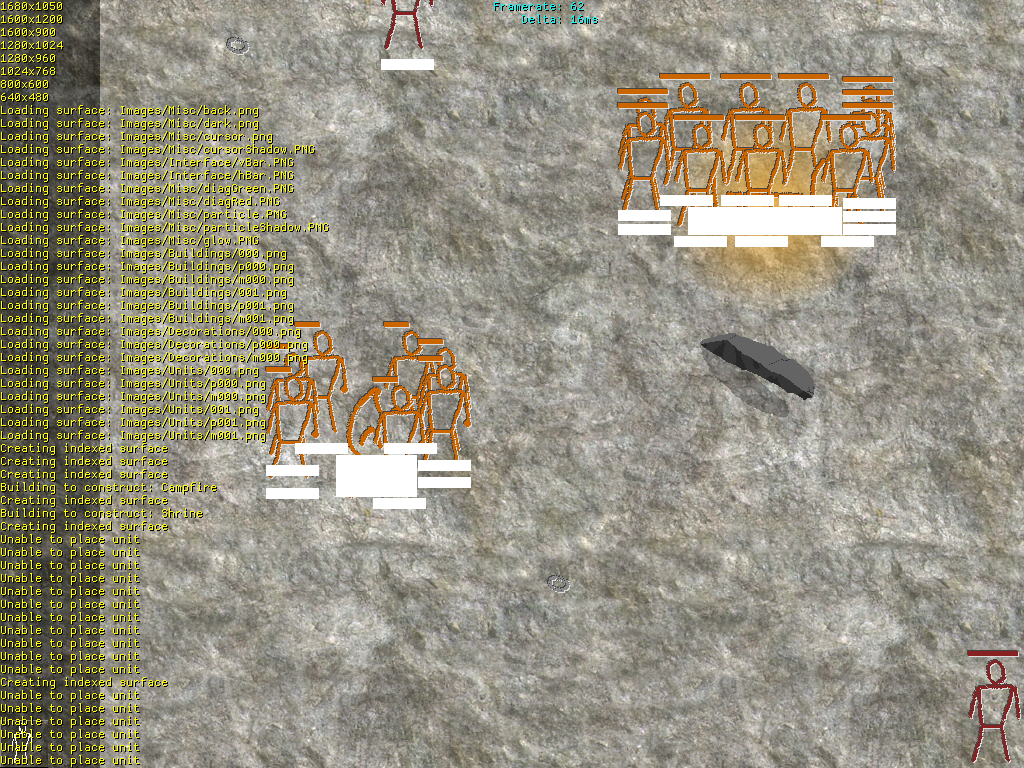 1680x1050
1600x1200
1600x900
1280x1024
1280x960
1024x768
800x600
640x480
Framerate: 62
Delta: 16ms
Loading surface: Images/Misc/back.png
Loading surface: Images/Misc/dark.png
Loading surface: Images/Misc/cursor.png
Loading surface: Images/Misc/cursorShadow.PNG
Loading surface: Images/Interface/vBar.PNG
Loading surface: Images/Interface/hBar.PNG
Loading surface: Images/Misc/diagGreen.PNG
Loading surface: Images/Misc/diagRed.PNG
Loading surface: Images/Misc/particle.PNG
Loading surface: Images/Misc/particleShadow.PNG
Loading surface: Images/Misc/glow.PNG
Loading surface: Images/Buildings/000.png
Loading surface: Images/Buildings/p000.png
Loading surface: Images/Buildings/m000.png
Loading surface: Images/Buildings/001.png
Loading surface: Images/Buildings/p001.png
Loading surface: Images/Buildings/m001.png
Loading surface: Images/Decorations/000.png
Loading surface: Images/Decorations/p000.png
Loading surface: Images/Decorations/m000.png
Loading surface: Images/Units/000.png
Loading surface: Images/Units/p000.png
Loading surface: Images/Units/m000.png
Loading surface: Images/Units/001.png
Loading surface: Images/Units/p001.png
Loading surface: Images/Units/m001.png
Creating indexed surface
Creating indexed surface
Creating indexed surface
Building to construct: Campfire
Creating indexed surface
Building to construct: Shrine
Creating indexed surface
Unable to place unit
Unable to place unit
Unable to place unit
Unable to place unit
Unable to place unit
Unable to place unit
Unable to place unit
Unable to place unit
Unable to place unit
Unable to place unit
Unable to place unit
Creating indexed surface
Unable to place unit
Unable to place unit
Unable to place unit
Unable to place unit
Unable to place unit
Unable to place unit